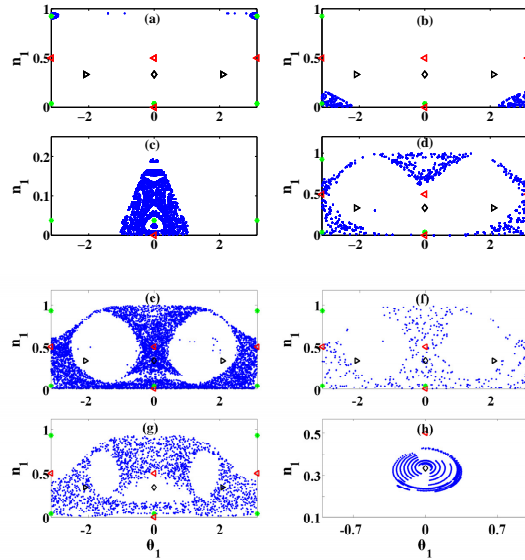 1 (a)
n₁ 0.5
0
−2 0 2
1 (b)
n₁ 0.5
0
−2 0 2
(c)
0.2
n₁ 0.1
0
−2 0 2
1 (d)
n₁ 0.5
0
−2 0 2
1 (e)
n₁ 0.5
0
-2 0 2
1 (f)
n₁ 0.5
0
-2 0 2
1 (g)
n₁ 0.5
0
-2 0 2
θ₁
0.5 (h)
n₁ 0.3
0.1
-0.7 0 0.7
θ₁